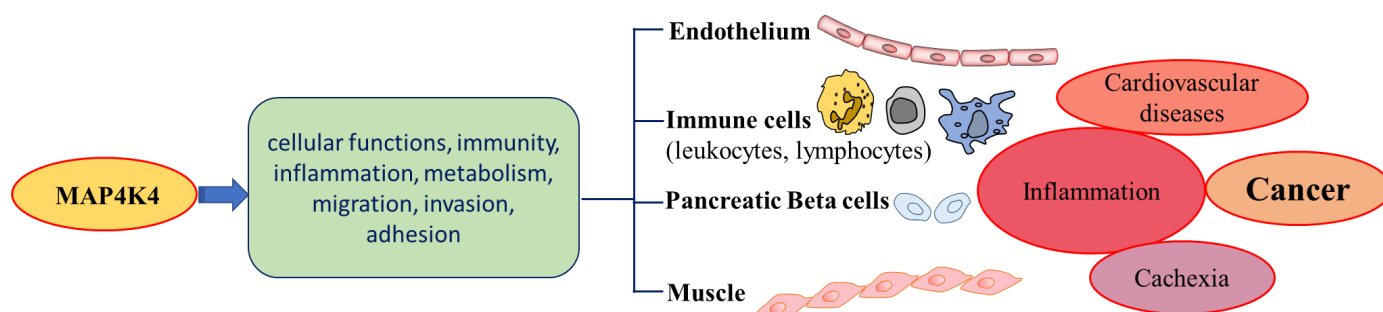 MAP4K4
cellular functions, immunity,
inflammation, metabolism,
migration, invasion,
adhesion
Endothelium
Immune cells
(leukocytes, lymphocytes)
Pancreatic Beta cells
Muscle
Cardiovascular
diseases
Inflammation
Cancer
Cachexia